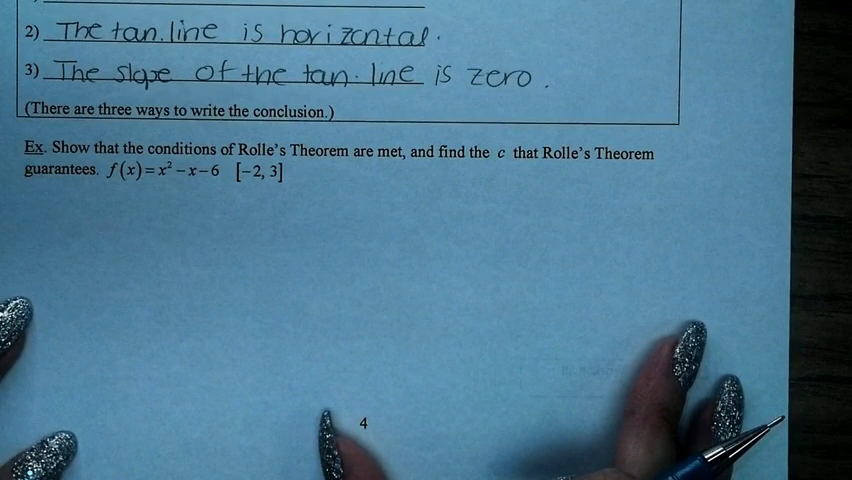 2) The tan. line is horizontal.
3) The slope of the tan. line is zero.
(There are three ways to write the conclusion.)
Ex. Show that the conditions of Rolle's Theorem are met, and find the c that Rolle's Theorem
guarantees. f(x)=x²−x−6 [−2, 3]
4